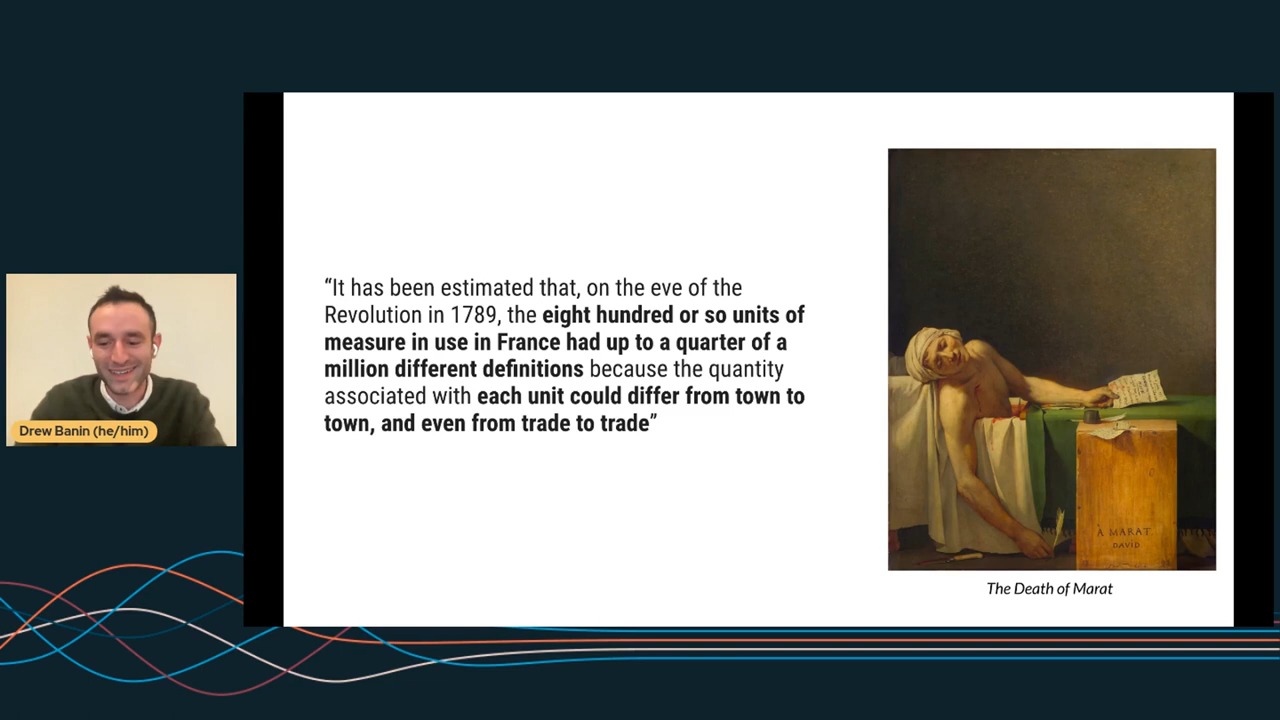 “It has been estimated that, on the eve of the
Revolution in 1789, the eight hundred or so units of
measure in use in France had up to a quarter of a
million different definitions because the quantity
associated with each unit could differ from town to
town, and even from trade to trade”
Drew Banin (he/him)
À MARAT
DAVID
The Death of Marat